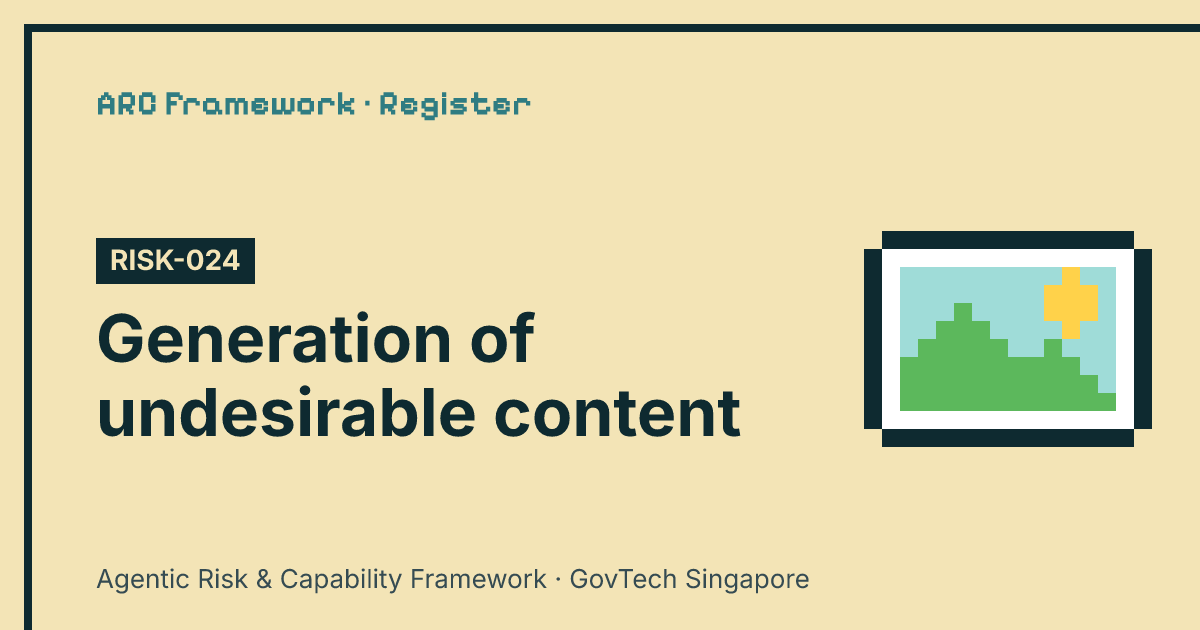 ARC Framework · Register
RISK-024
Generation of
undesirable content
Agentic Risk & Capability Framework · GovTech Singapore